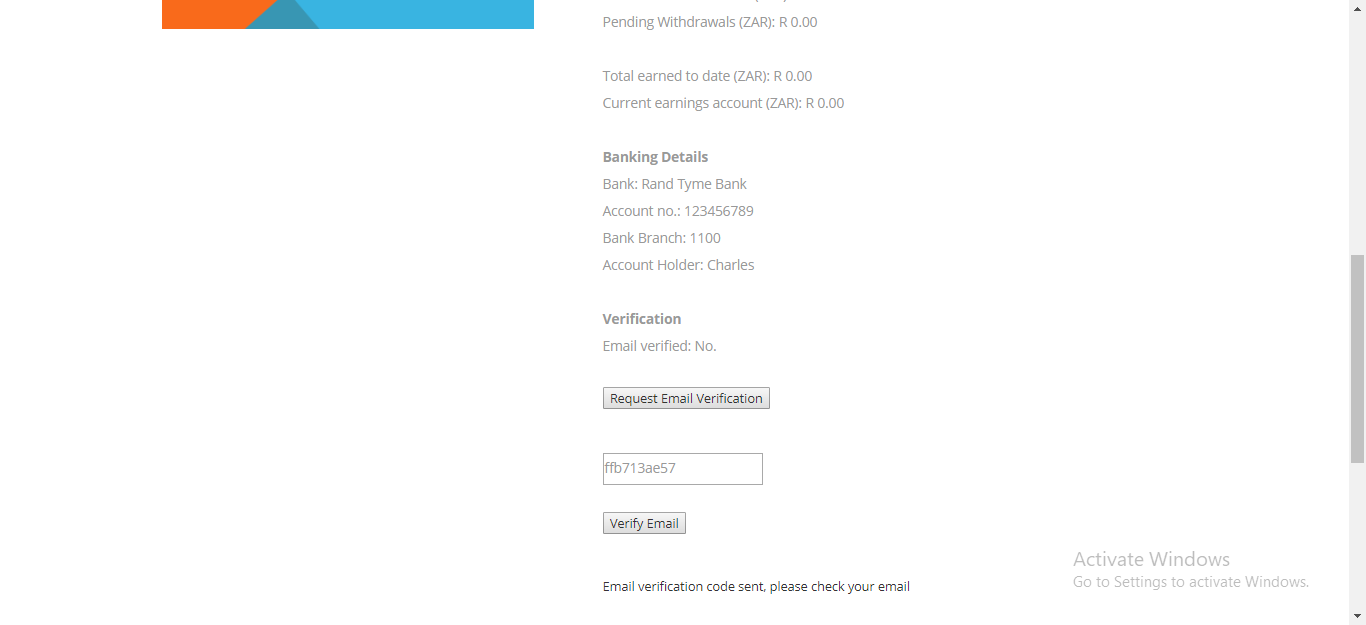 Pending Withdrawals (ZAR): R 0.00
Total earned to date (ZAR): R 0.00
Current earnings account (ZAR): R 0.00
Banking Details
Bank: Rand Tyme Bank
Account no.: 123456789
Bank Branch: 1100
Account Holder: Charles
Verification
Email verified: No.
Request Email Verification
ffb713ae57
Verify Email
Email verification code sent, please check your email
Activate Windows
Go to Settings to activate Windows.